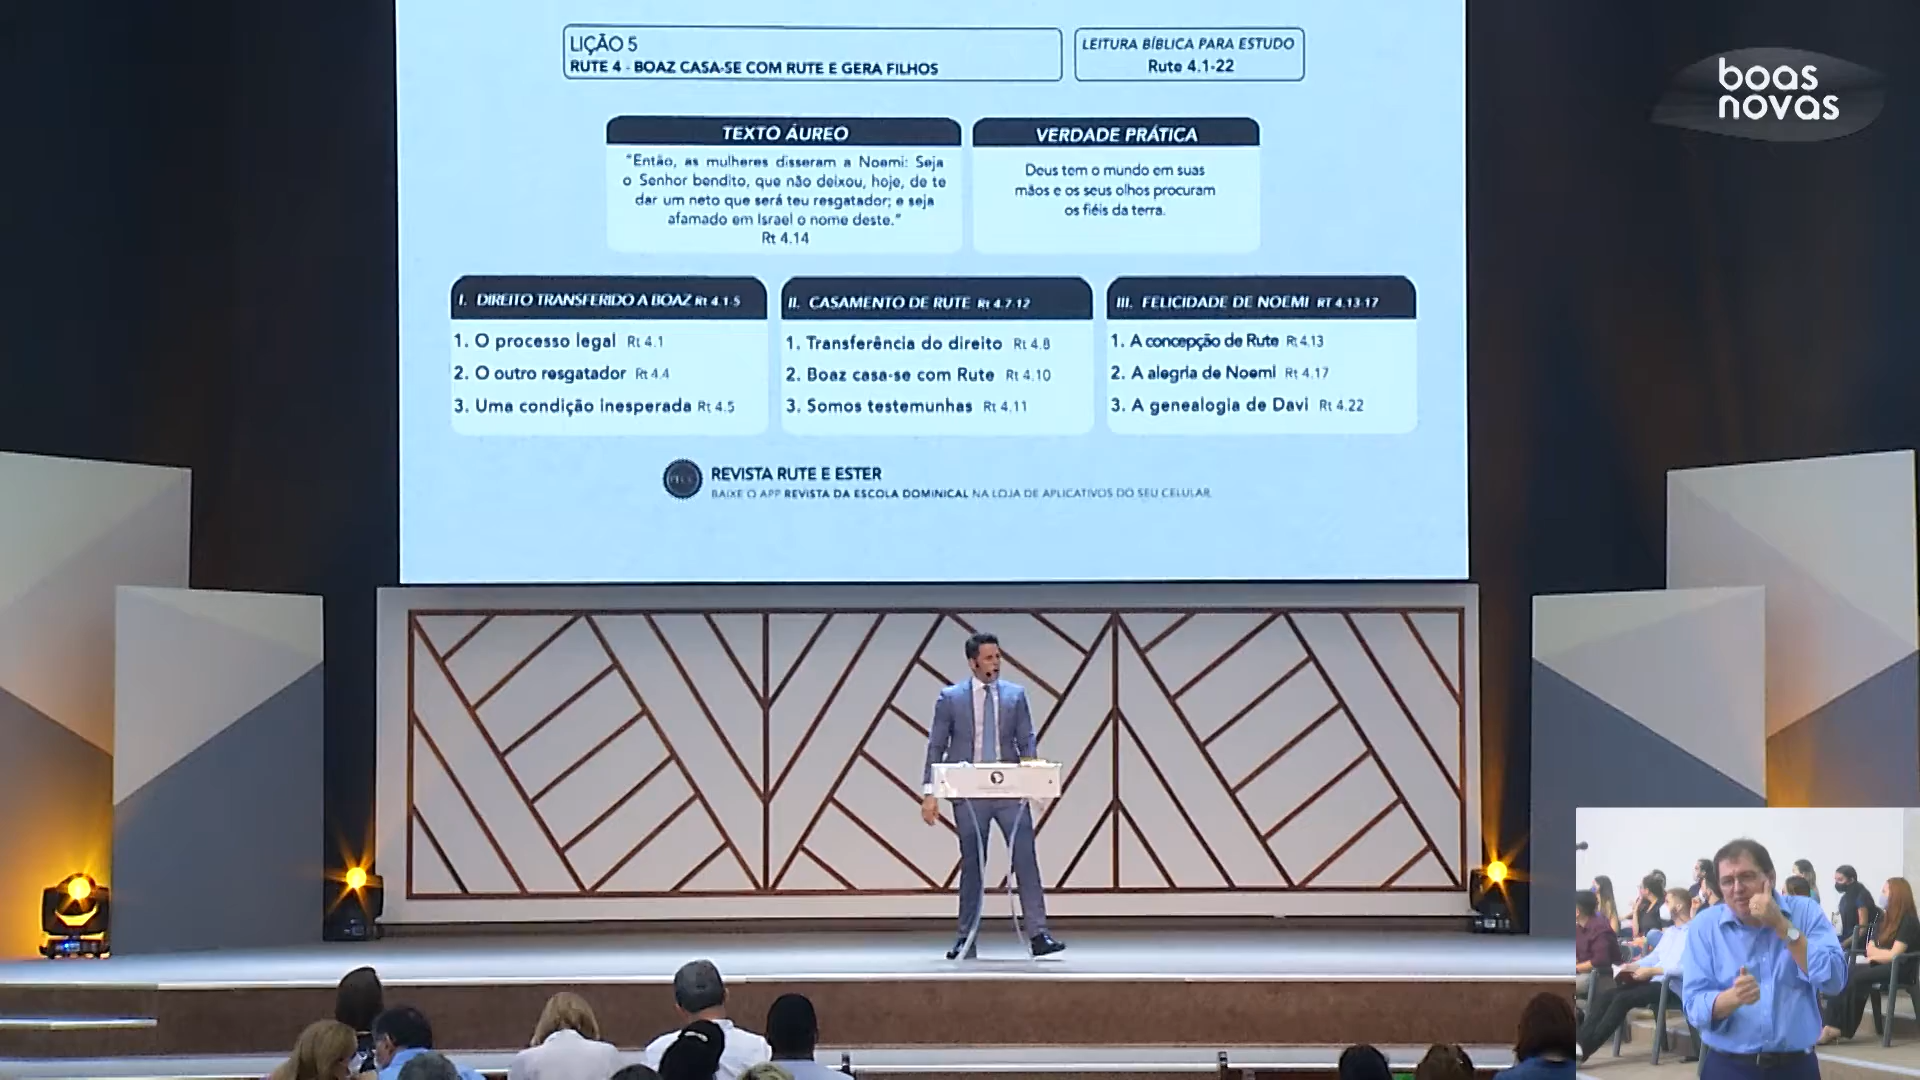 LIÇÃO 5
RUTE 4 - BOAZ CASA-SE COM RUTE E GERA FILHOS
LEITURA BÍBLICA PARA ESTUDO
Rute 4.1-22
boas
novas
TEXTO ÁUREO
"Então, as mulheres disseram a Noemi: Seja
o Senhor bendito, que não deixou, hoje, de te
dar um neto que será teu resgatador; e seja
afamado em Israel o nome deste."
Rt 4.14
VERDADE PRÁTICA
Deus tem o mundo em suas
mãos e os seus olhos procuram
os fiéis da terra.
I. DIREITO TRANSFERIDO A BOAZ Rt 4.1-5
1. O processo legal Rt 4.1
2. O outro resgatador Rt 4.4
3. Uma condição inesperada Rt 4.5
II. CASAMENTO DE RUTE Rt 4.7-12
1. Transferência do direito Rt 4.8
2. Boaz casa-se com Rute Rt 4.10
3. Somos testemunhas Rt 4.11
III. FELICIDADE DE NOEMI RT 4.13-17
1. A concepção de Rute Rt 4.13
2. A alegria de Noemi Rt 4.17
3. A genealogia de Davi Rt 4.22
REVISTA RUTE E ESTER
BAIXE O APP REVISTA DA ESCOLA DOMINICAL NA LOJA DE APLICATIVOS DO SEU CELULAR.